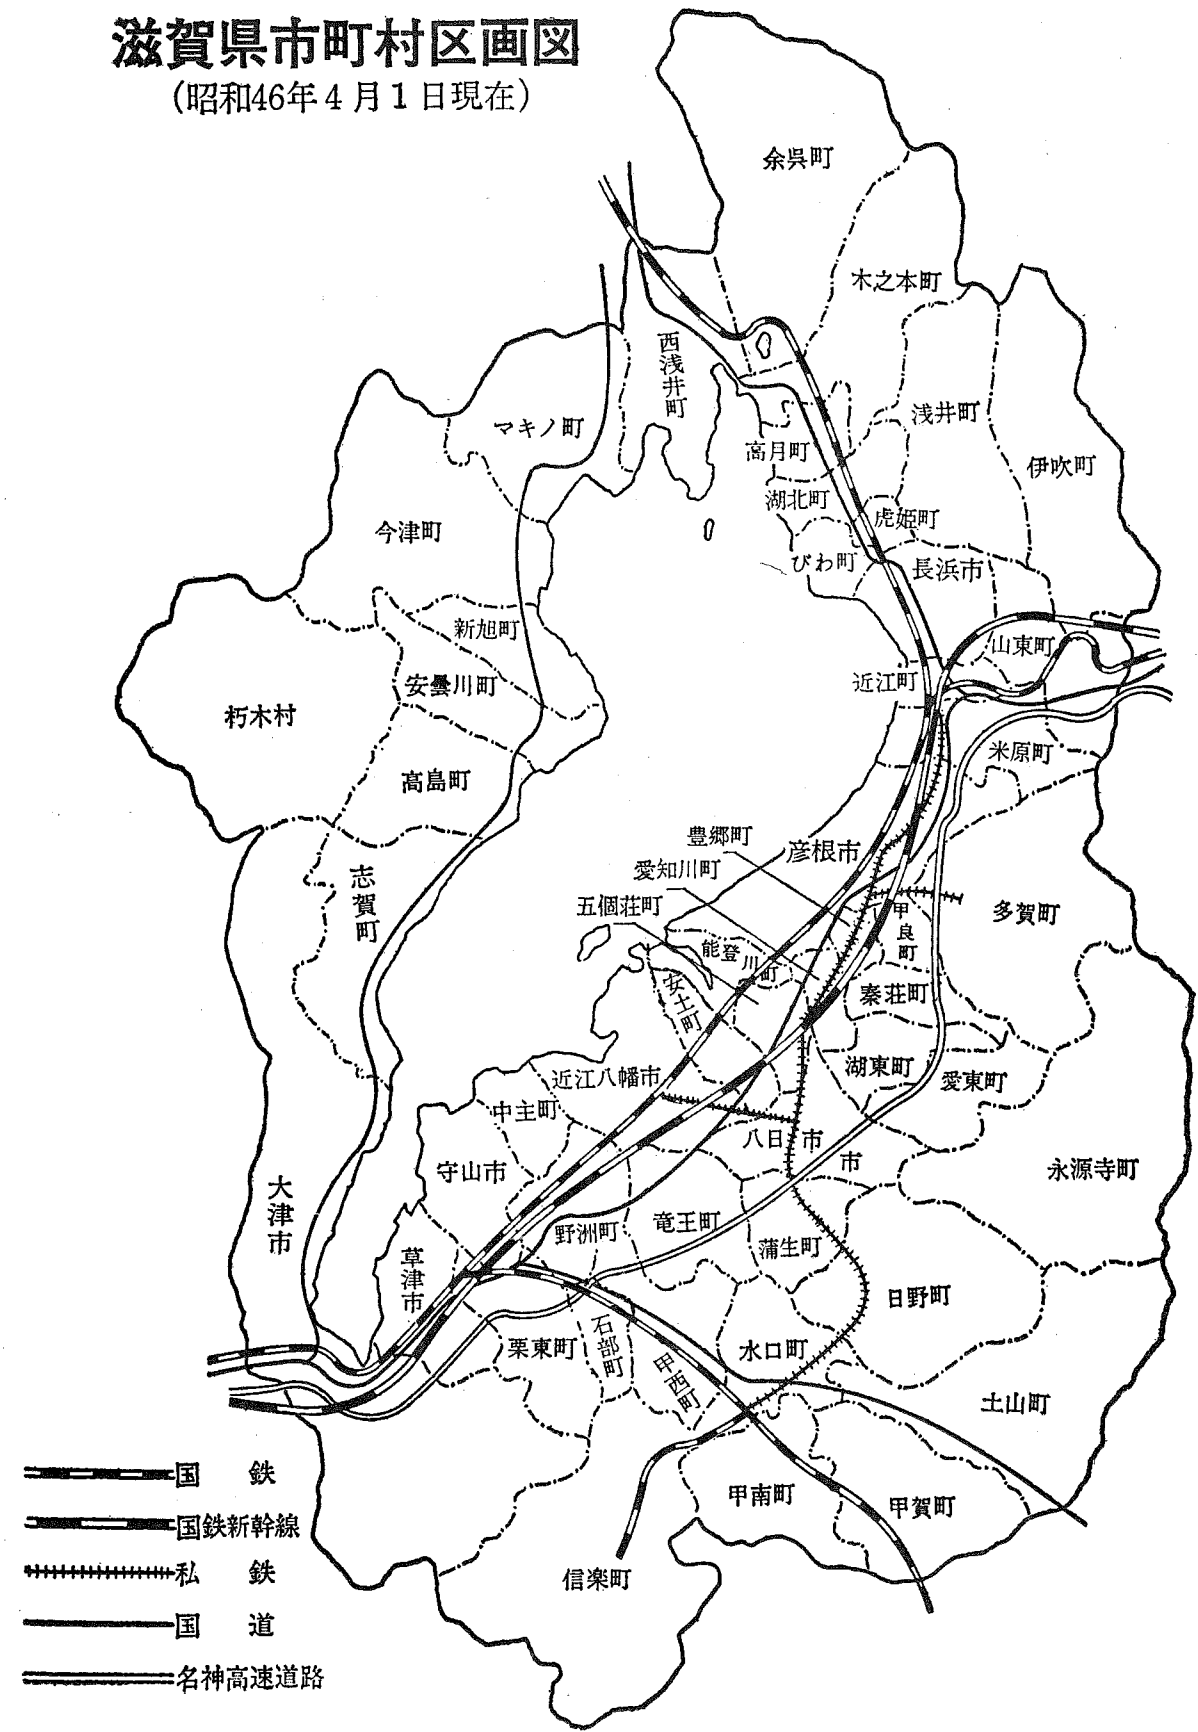 滋賀県市町村区画図
(昭和46年4月1日現在)
余呉町
木之本町
西浅井町
マキノ町
浅井町
高月町
伊吹町
湖北町
虎姫町
今津町
びわ町
長浜市
新旭町
山東町
安曇川町
近江町
朽木村
米原町
高島町
豊郷町
彦根市
愛知川町
志賀町
五個荘町
多賀町
甲良町
能登川町
安土町
秦荘町
湖東町
愛東町
近江八幡市
中主町
八日市市
守山市
永源寺町
大津市
竜王町
野洲町
蒲生町
草津市
日野町
栗東町
石部町
水口町
甲西町
土山町
甲南町
甲賀町
信楽町
国鉄
国鉄新幹線
私鉄
国道
名神高速道路